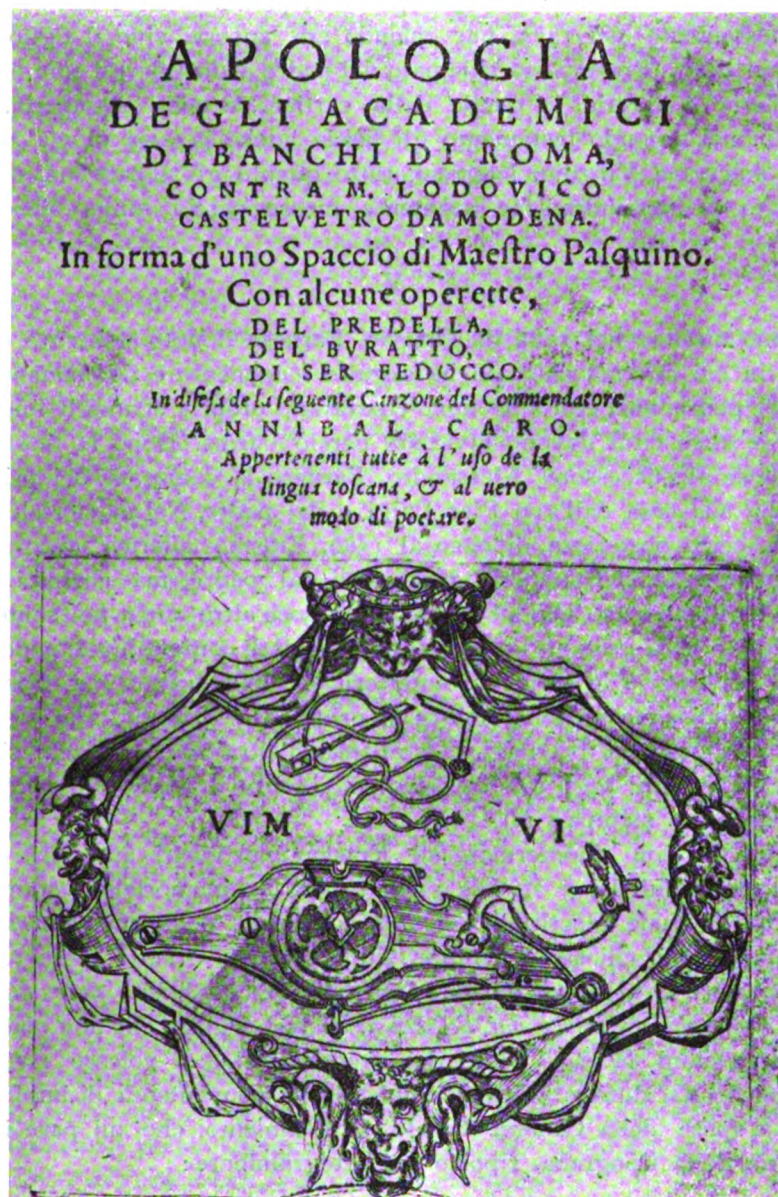 APOLOGIA
DEGLI ACADEMICI
DI BANCHI DI ROMA,
CONTRA M. LODOVICO
CASTELVETRO DA MODENA.
In forma d'uno Spaccio di Maeſtro Paſquino.
Con alcune operette,
DEL PREDELLA,
DEL BVRATTO,
DI SER FEDOCCO.
In difeſa de la ſeguente Canzone del Commendatore
ANNIBAL CARO.
Appertenenti tutte à l'uſo de la
lingua toſcana, & al uero
modo di poetare.
VIM VI